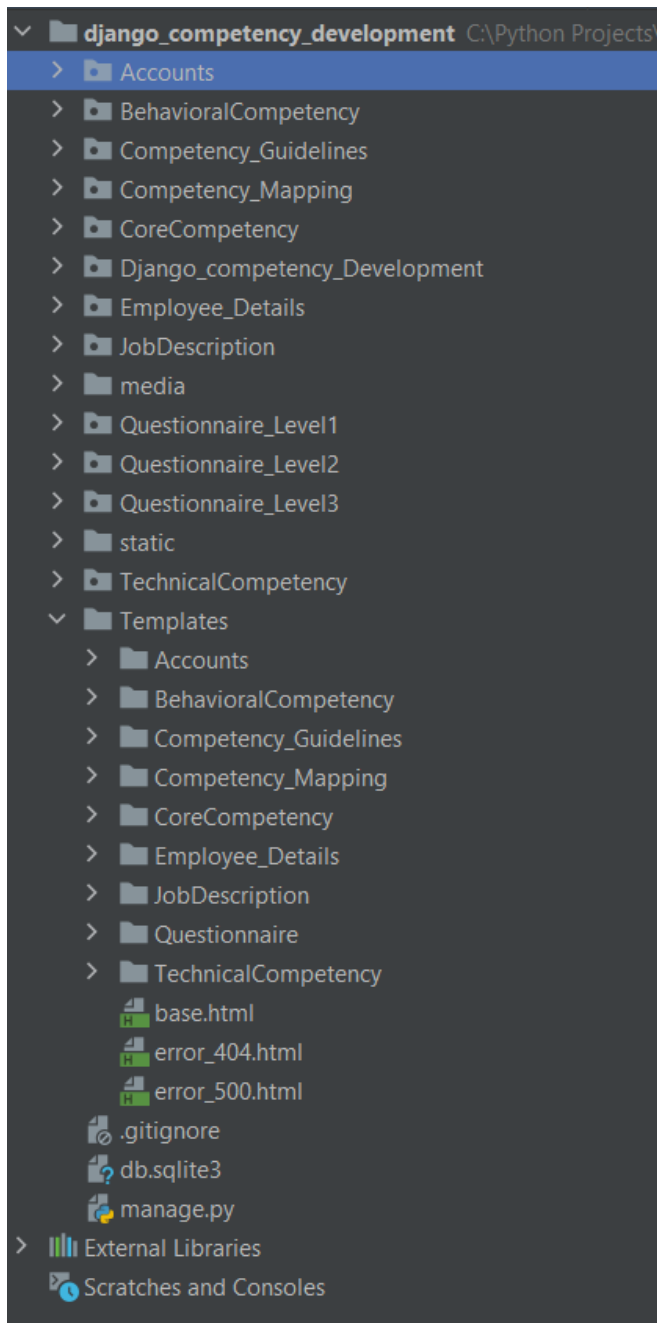 django_competency_development C:\Python Projects\
Accounts
BehavioralCompetency
Competency_Guidelines
Competency_Mapping
CoreCompetency
Django_competency_Development
Employee_Details
JobDescription
media
Questionnaire_Level1
Questionnaire_Level2
Questionnaire_Level3
static
TechnicalCompetency
Templates
Accounts
BehavioralCompetency
Competency_Guidelines
Competency_Mapping
CoreCompetency
Employee_Details
JobDescription
Questionnaire
TechnicalCompetency
base.html
error_404.html
error_500.html
.gitignore
db.sqlite3
manage.py
External Libraries
Scratches and Consoles